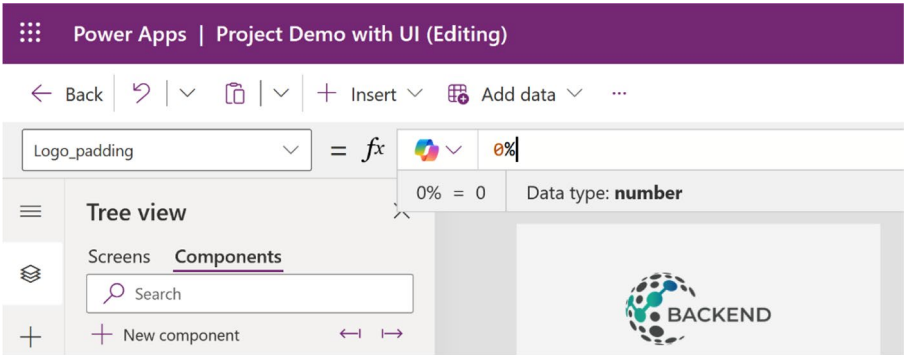 Power Apps | Project Demo with UI (Editing)
Back Insert Add data ...
Logo_padding = fx 0%
0% = 0 Data type: number
Tree view
Screens Components
Search
New component
BACKEND